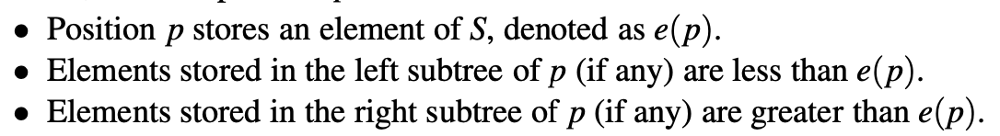 • Position p stores an element of S, denoted as e(p).
• Elements stored in the left subtree of p (if any) are less than e(p).
• Elements stored in the right subtree of p (if any) are greater than e(p).